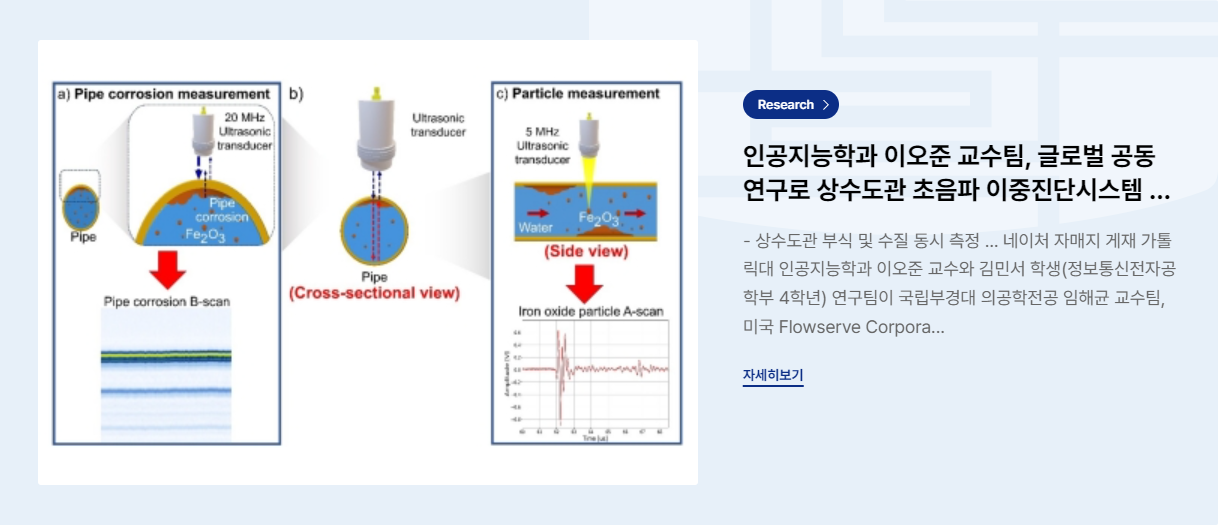 a) Pipe corrosion measurement
20 MHz
Ultrasonic
transducer
Pipe
corrosion
Fe2O3
Pipe
Pipe corrosion B-scan
b)
Ultrasonic
transducer
Pipe
(Cross-sectional view)
c) Particle measurement
5 MHz
Ultrasonic
transducer
Fe2O3
Water
(Side view)
Iron oxide particle A-scan
Time [us]
Research
인공지능학과 이오준 교수팀, 글로벌 공동
연구로 상수도관 초음파 이중진단시스템 ...
- 상수도관 부식 및 수질 동시 측정 ... 네이처 자매지 게재 가톨
릭대 인공지능학과 이오준 교수와 김민서 학생(정보통신전자공
학부 4학년) 연구팀이 국립부경대 의공학전공 임해균 교수팀,
미국 Flowserve Corpora...
자세히보기